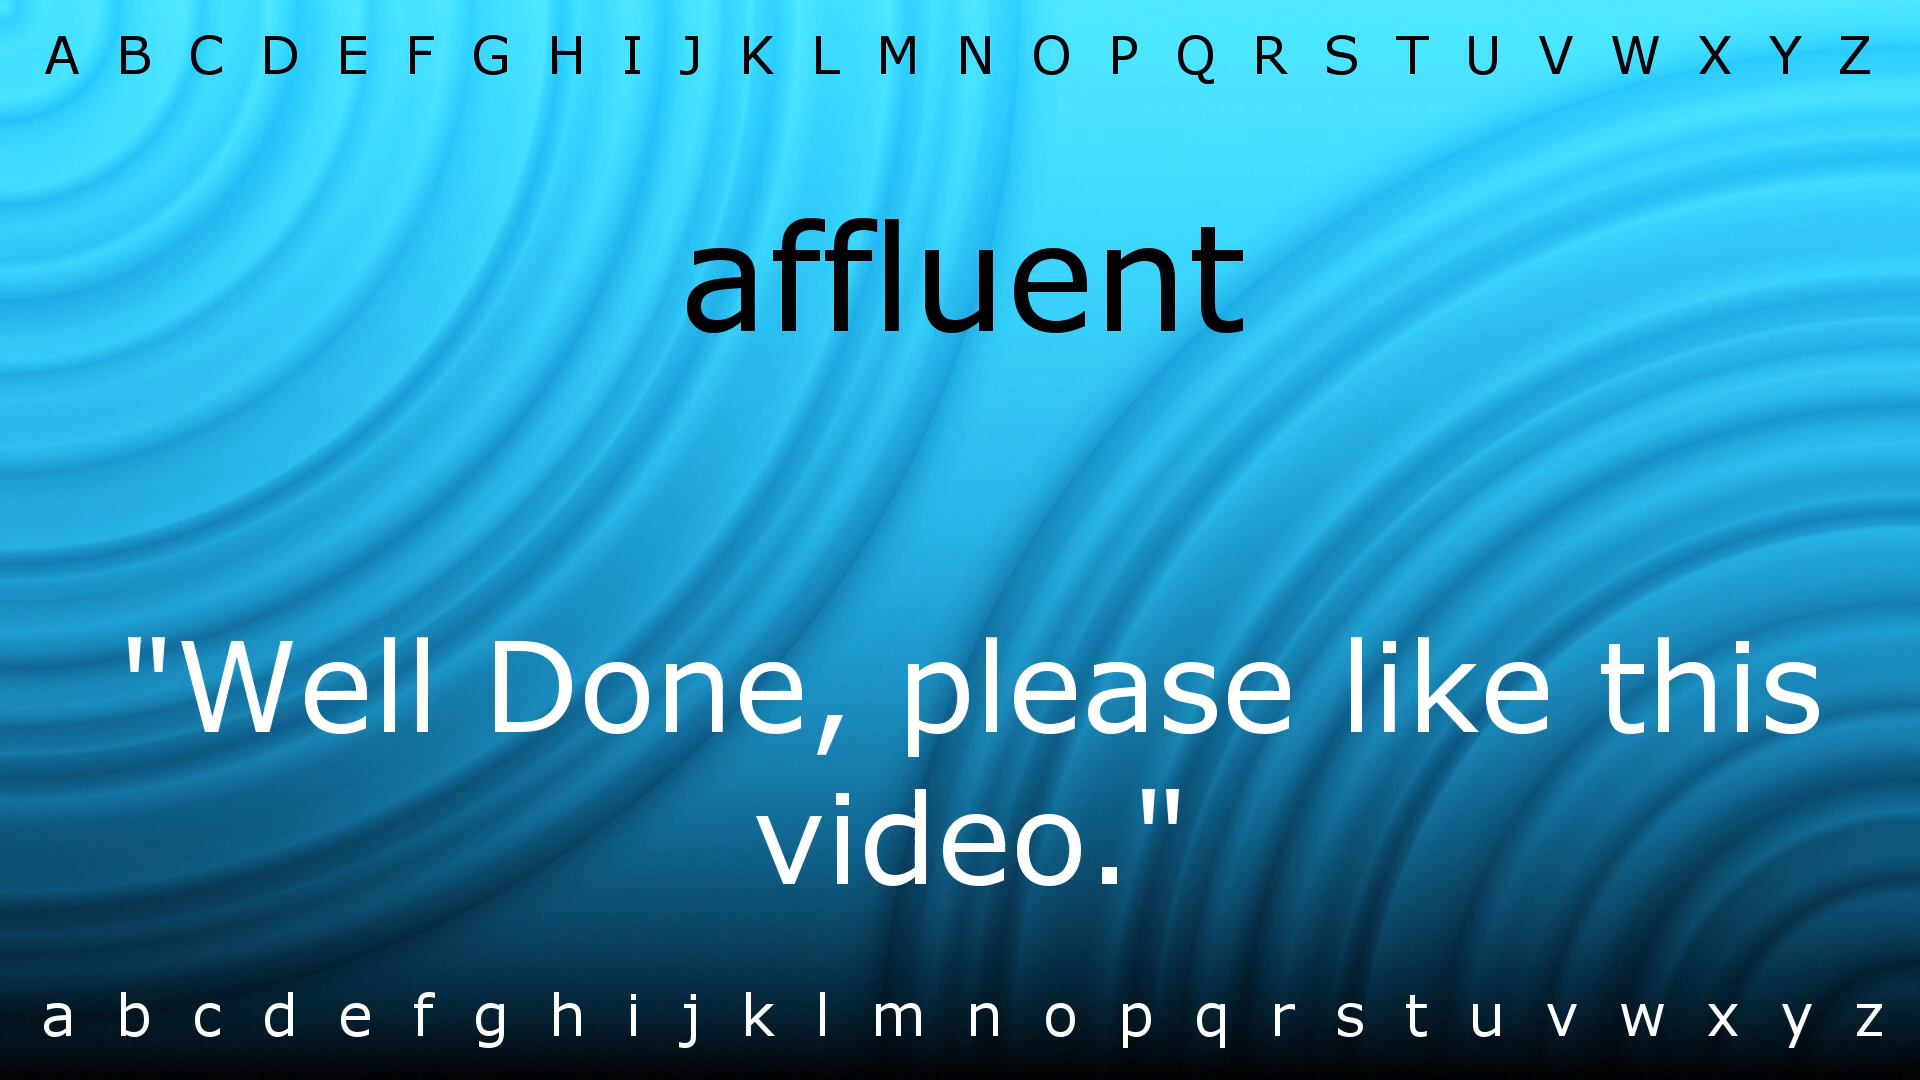 A B C D E F G H I J K L M N O P Q R S T U V W X Y Z
affluent
"Well Done, please like this
video."
a b c d e f g h i j k l m n o p q r s t u v w x y z